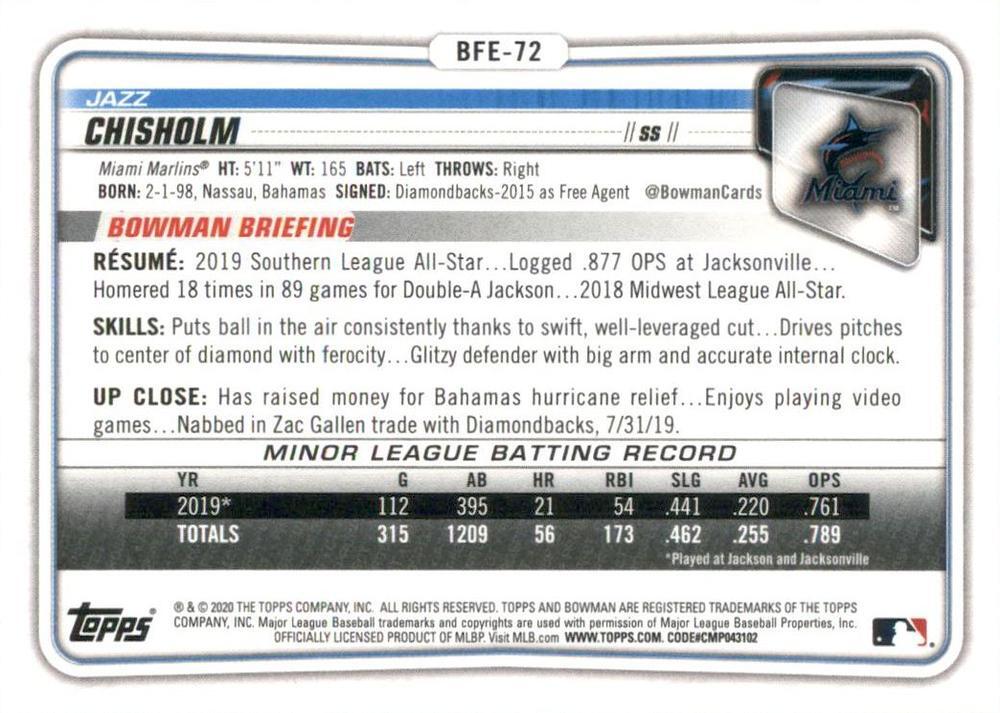 BFE-72
JAZZ
CHISHOLM // SS //
Miami
Miami Marlins® HT: 5'11" WT: 165 BATS: Left THROWS: Right
BORN: 2-1-98, Nassau, Bahamas SIGNED: Diamondbacks-2015 as Free Agent @BowmanCards
BOWMAN BRIEFING
RÉSUMÉ: 2019 Southern League All-Star...Logged .877 OPS at Jacksonville...
Homered 18 times in 89 games for Double-A Jackson...2018 Midwest League All-Star.
SKILLS: Puts ball in the air consistently thanks to swift, well-leveraged cut...Drives pitches
to center of diamond with ferocity...Glitzy defender with big arm and accurate internal clock.
UP CLOSE: Has raised money for Bahamas hurricane relief...Enjoys playing video
games...Nabbed in Zac Gallen trade with Diamondbacks, 7/31/19.
MINOR LEAGUE BATTING RECORD
YR G AB HR RBI SLG AVG OPS
2019* 112 395 21 54 .441 .220 .761
TOTALS 315 1209 56 173 .462 .255 .789
*Played at Jackson and Jacksonville
Topps®
® & © 2020 THE TOPPS COMPANY, INC. ALL RIGHTS RESERVED. TOPPS AND BOWMAN ARE REGISTERED TRADEMARKS OF THE TOPPS
COMPANY, INC. Major League Baseball trademarks and copyrights are used with permission of Major League Baseball Properties, Inc.
OFFICIALLY LICENSED PRODUCT OF MLBP. Visit MLB.com WWW.TOPPS.COM. CODE#CMP043102